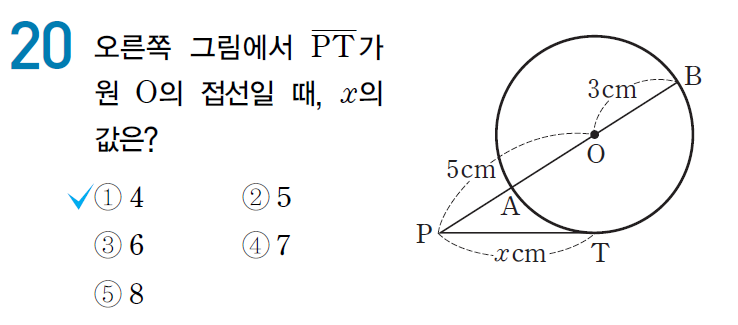 20 오른쪽 그림에서 PT가
원 O의 접선일 때, x의
값은?
① 4 ② 5
③ 6 ④ 7
⑤ 8
B
3cm
O
5cm
A
P
x cm T